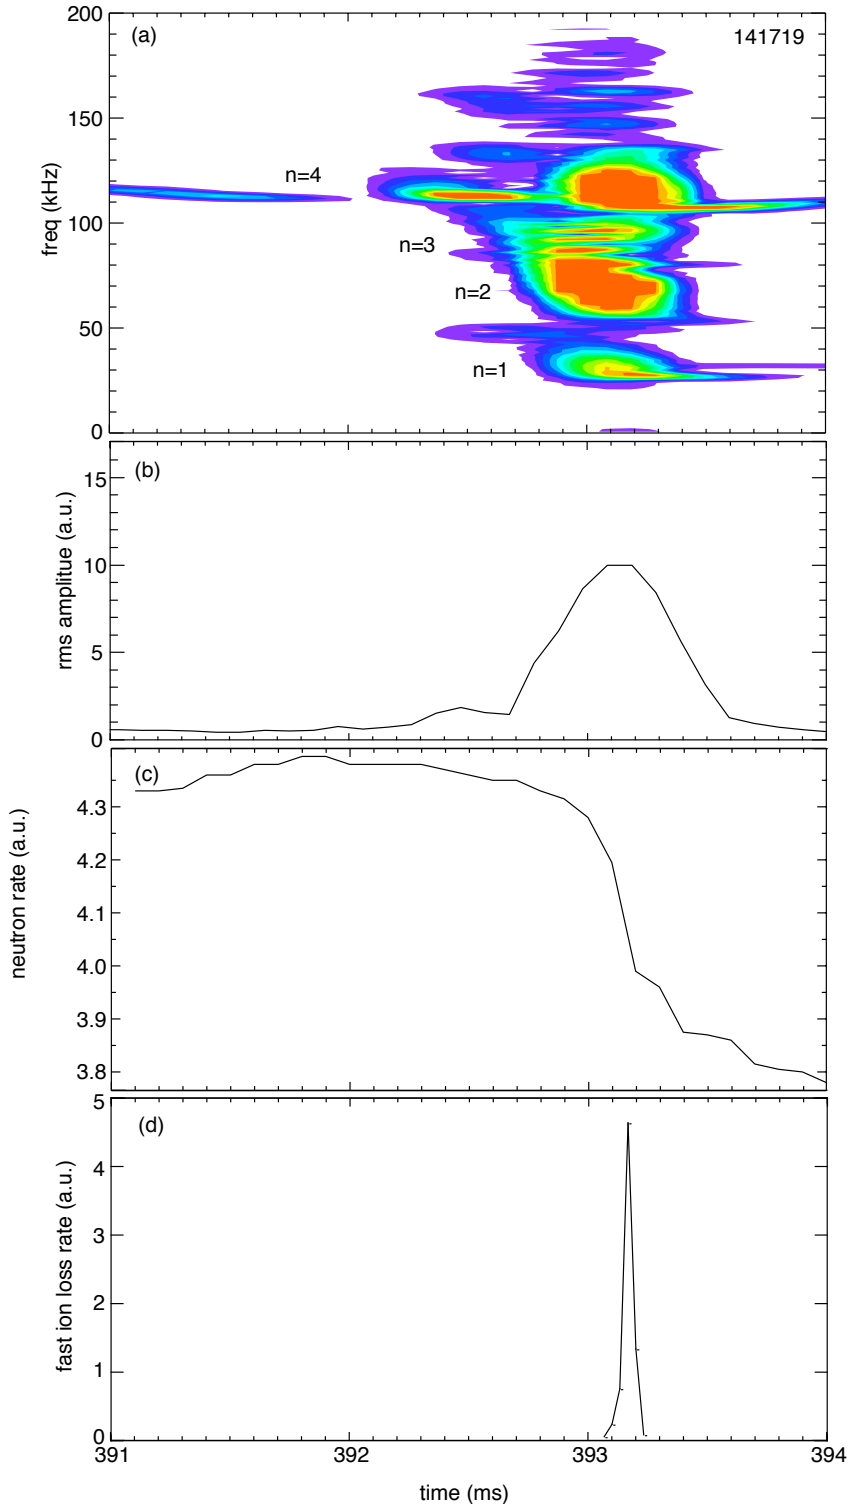 200
(a)
141719
150
n=4
100
n=3
n=2
50
n=1
0
freq (kHz)
(b)
15
10
5
0
rms amplitue (a.u.)
(c)
4.3
4.2
4.1
4.0
3.9
3.8
neutron rate (a.u.)
5
(d)
4
3
2
1
0
fast ion loss rate (a.u.)
391 392 393 394
time (ms)